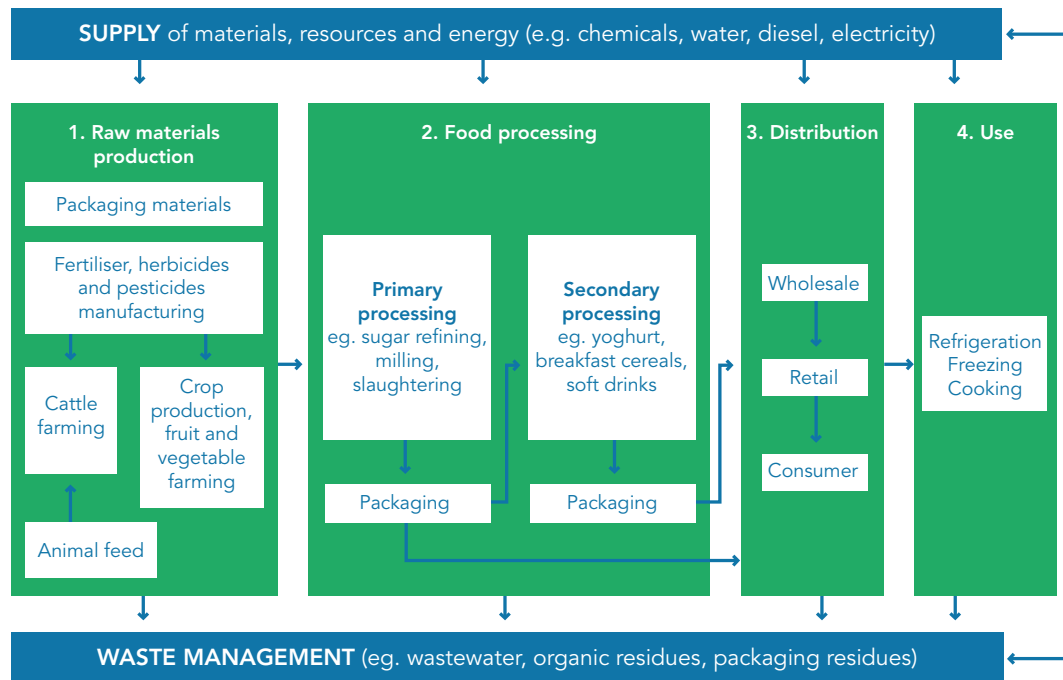 SUPPLY of materials, resources and energy (e.g. chemicals, water, diesel, electricity)
1. Raw materials
production
Packaging materials
Fertiliser, herbicides
and pesticides
manufacturing
Cattle
farming
Crop
production,
fruit and
vegetable
farming
Animal feed
2. Food processing
Primary
processing
eg. sugar refining,
milling,
slaughtering
Packaging
Secondary
processing
eg. yoghurt,
breakfast cereals,
soft drinks
Packaging
3. Distribution
Wholesale
Retail
Consumer
4. Use
Refrigeration
Freezing
Cooking
WASTE MANAGEMENT (eg. wastewater, organic residues, packaging residues)